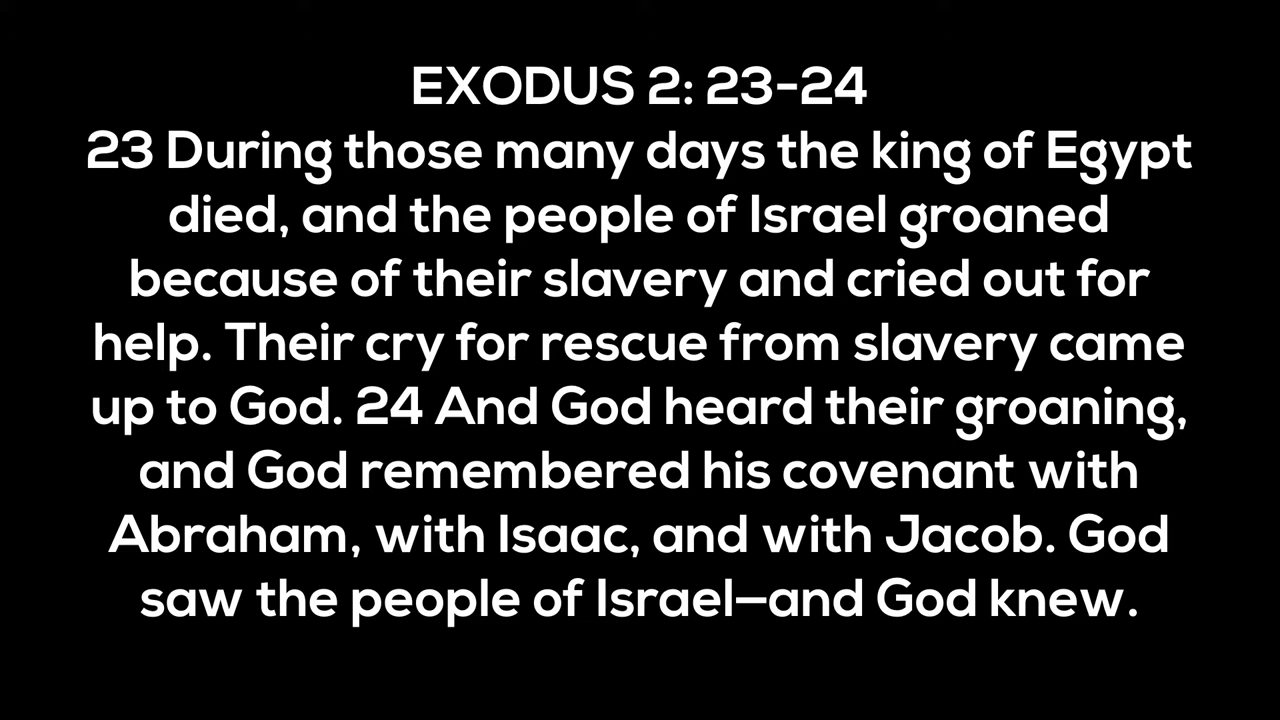 EXODUS 2: 23-24
23 During those many days the king of Egypt
died, and the people of Israel groaned
because of their slavery and cried out for
help. Their cry for rescue from slavery came
up to God. 24 And God heard their groaning,
and God remembered his covenant with
Abraham, with Isaac, and with Jacob. God
saw the people of Israel—and God knew.